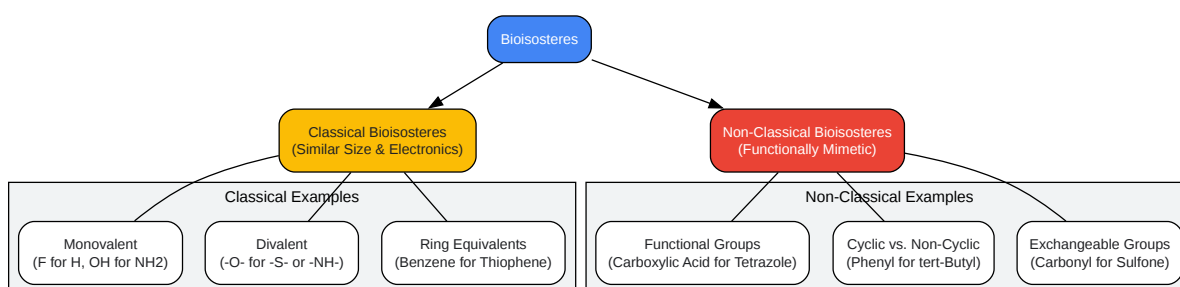 Bioisosteres
Classical Bioisosteres
(Similar Size & Electronics)
Non-Classical Bioisosteres
(Functionally Mimetic)
Classical Examples
Non-Classical Examples
Monovalent
(F for H, OH for NH2)
Divalent
(-O- for -S- or -NH-)
Ring Equivalents
(Benzene for Thiophene)
Functional Groups
(Carboxylic Acid for Tetrazole)
Cyclic vs. Non-Cyclic
(Phenyl for tert-Butyl)
Exchangeable Groups
(Carbonyl for Sulfone)